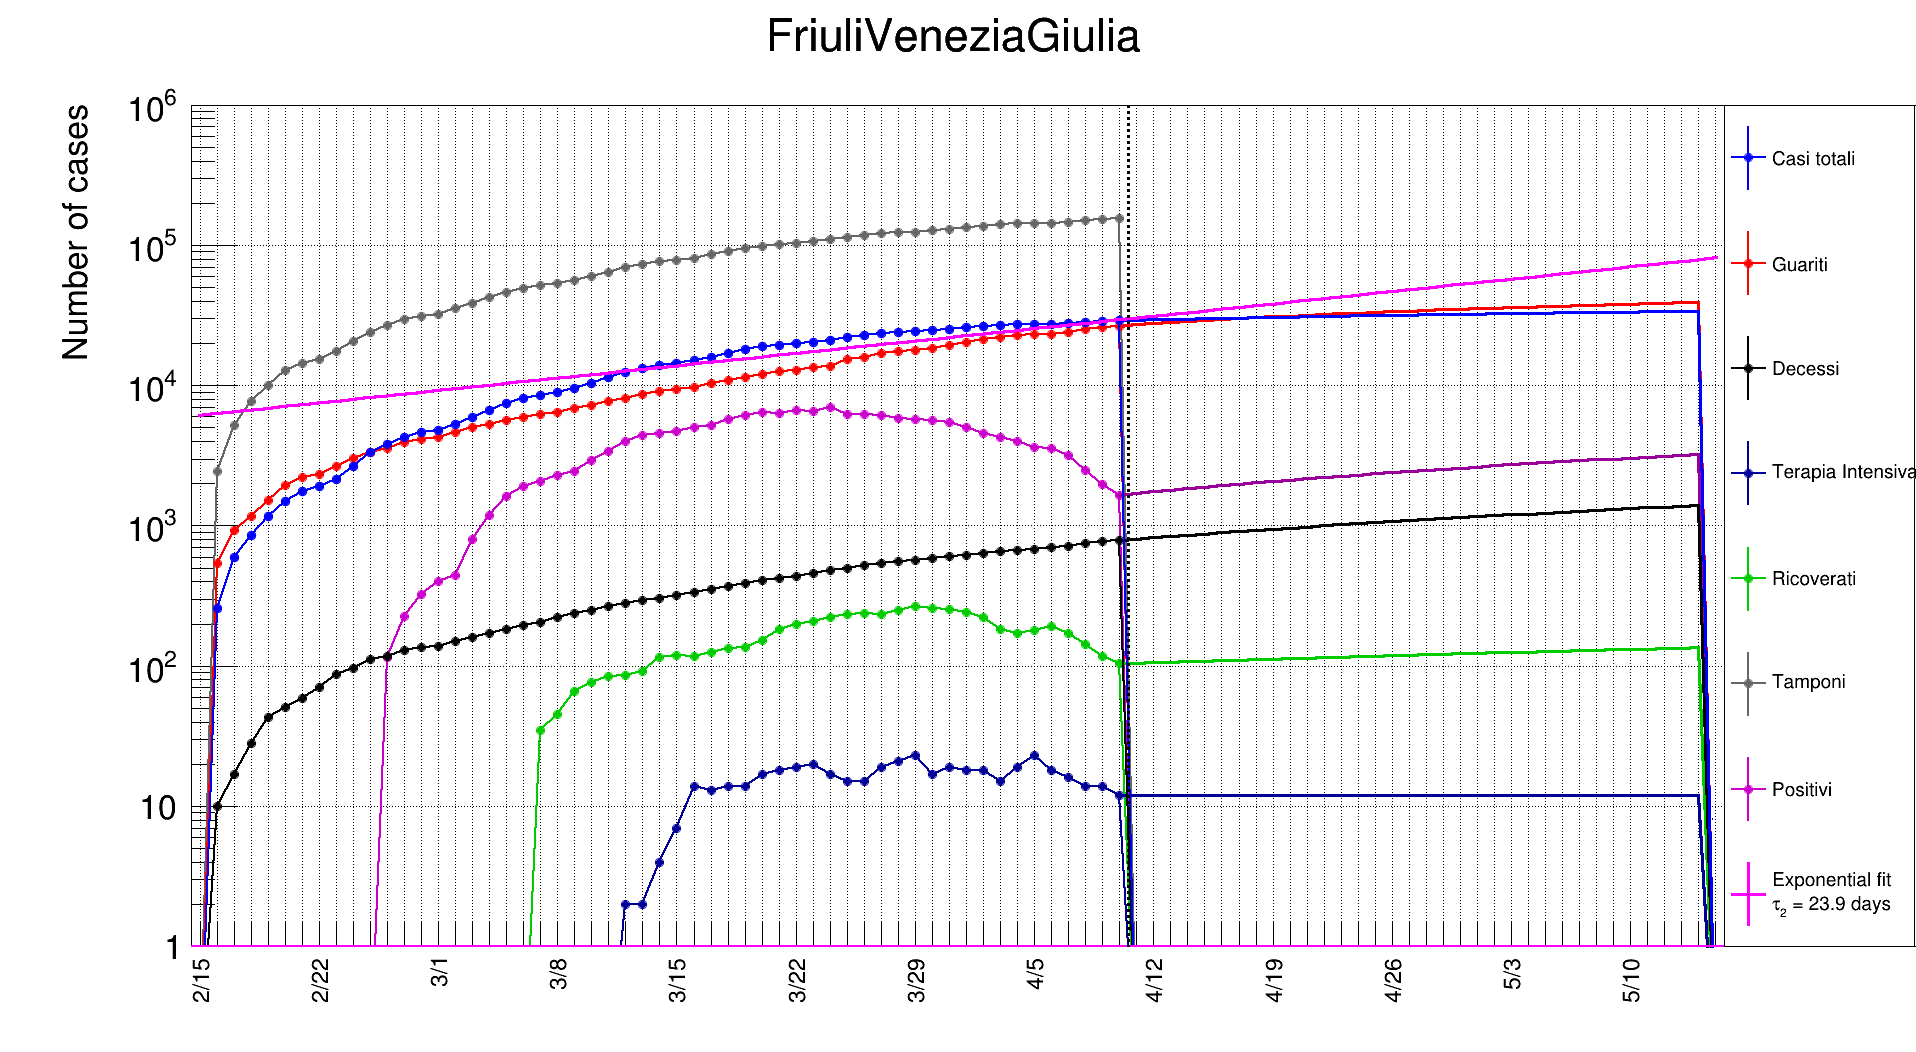 FriuliVeneziaGiulia
Number of cases
10^6
10^5
10^4
10^3
10^2
10
1
2/15
2/22
3/1
3/8
3/15
3/22
3/29
4/5
4/12
4/19
4/26
5/3
5/10
Casi totali
Guariti
Decessi
Terapia Intensiva
Ricoverati
Tamponi
Positivi
Exponential fit
τ_2 = 23.9 days